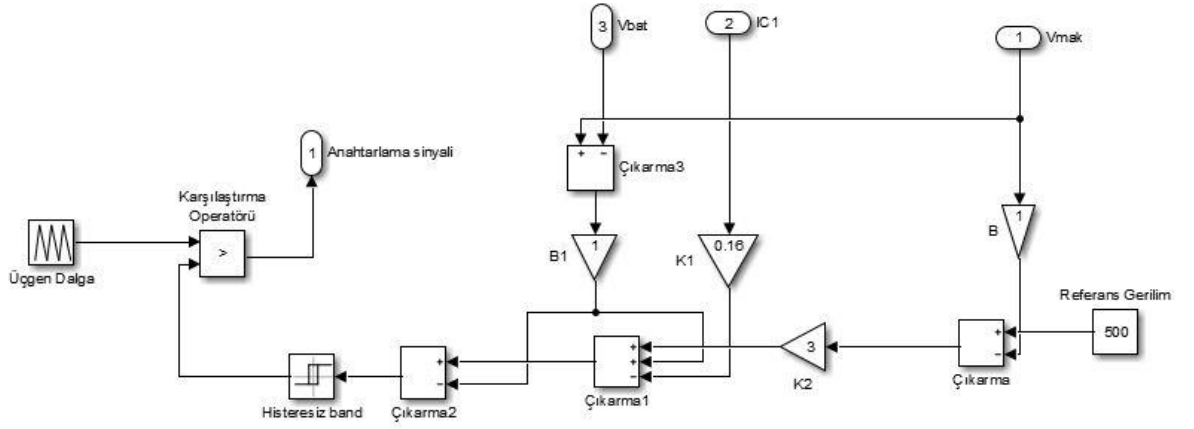 3
Vbat
2
IC1
1
Vmak
1
Anahtarlama sinyali
+
−
Çıkarma3
Karşılaştırma
Operatörü
>
Üçgen Dalga
1
B1
0.16
K1
1
B
Referans Gerilim
500
+
−
Çıkarma
3
K2
+
+
−
Çıkarma1
+
−
Çıkarma2
Histeresiz band